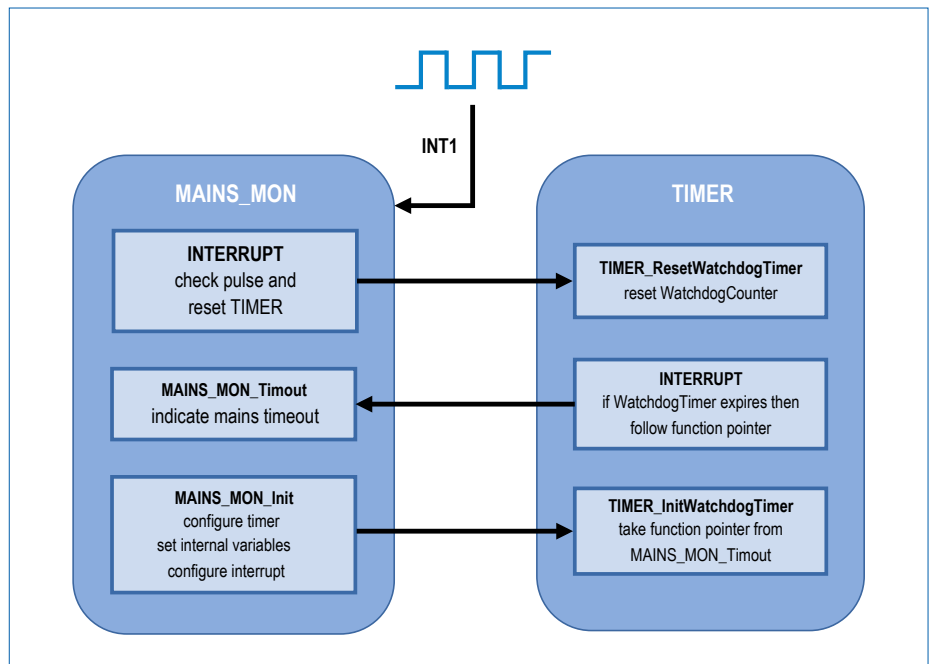 INT1
MAINS_MON
INTERRUPT
check pulse and
reset TIMER
MAINS_MON_Timout
indicate mains timeout
MAINS_MON_Init
configure timer
set internal variables
configure interrupt
TIMER
TIMER_ResetWatchdogTimer
reset WatchdogCounter
INTERRUPT
if WatchdogTimer expires then
follow function pointer
TIMER_InitWatchdogTimer
take function pointer from
MAINS_MON_Timout